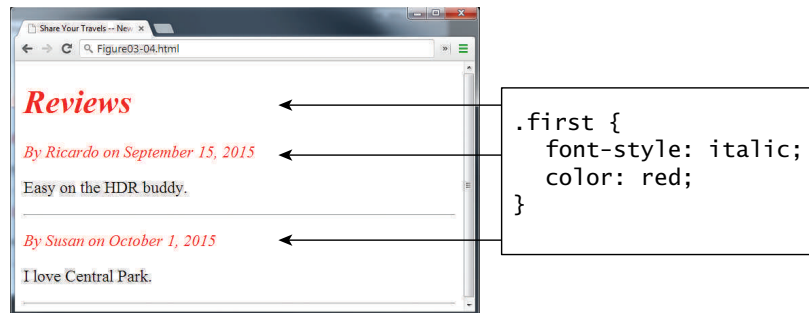 Share Your Travels -- New
Figure03-04.html
Reviews
By Ricardo on September 15, 2015
Easy on the HDR buddy.
By Susan on October 1, 2015
I love Central Park.
.first {
font-style: italic;
color: red;
}